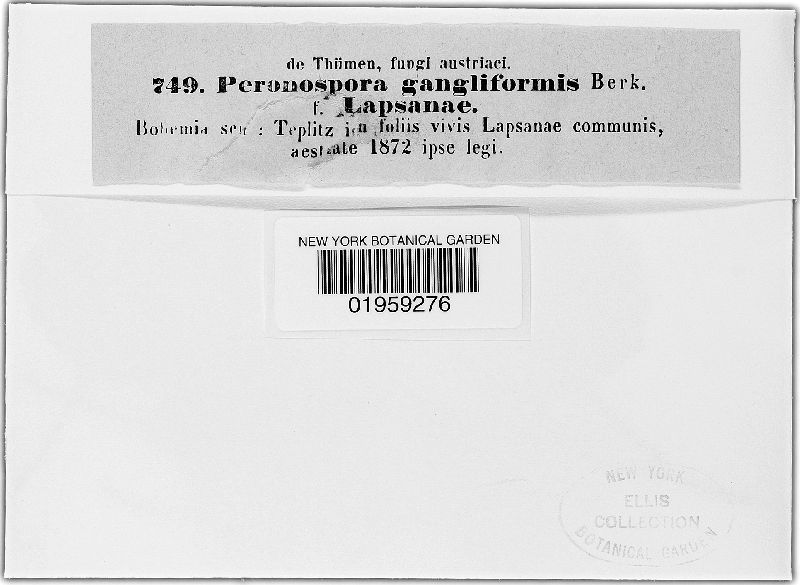 de Thümen, fungi austriaci.
749. Peronospora gangliformis Berk.
f. Lapsanae.
Bohemia sep : Teplitz in foliis vivis Lapsanae communis,
aestate 1872 ipse legi.
NEW YORK BOTANICAL GARDEN
01959276
NEW YORK
ELLIS
COLLECTION
BOTANICAL GARDEN